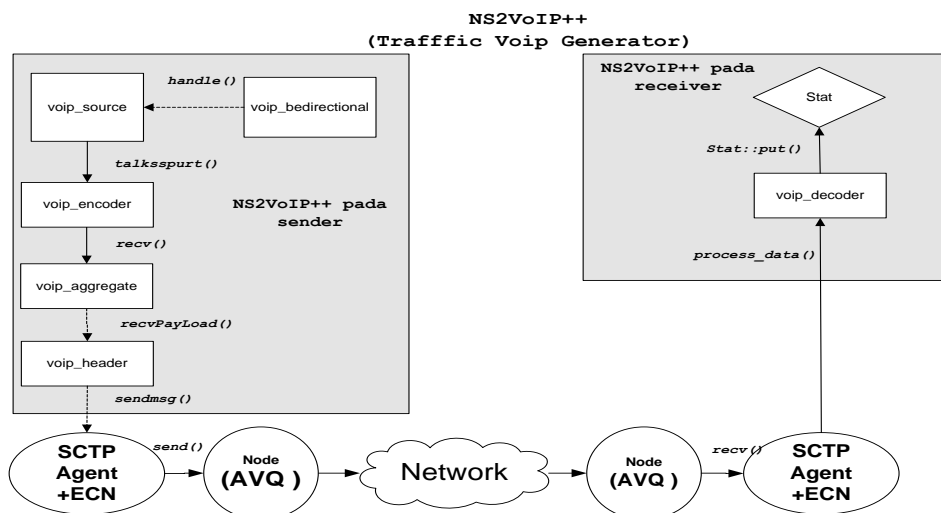 NS2VoIP++
(Trafffic Voip Generator)
handle()
voip_source
voip_bedirectional
talksspurt()
voip_encoder
NS2VoIP++ pada
sender
recv()
voip_aggregate
recvPayLoad()
voip_header
sendmsg()
NS2VoIP++ pada
receiver
Stat
Stat::put()
voip_decoder
process_data()
SCTP
Agent
+ECN
send()
Node
(AVQ )
Network
Node
(AVQ )
recv()
SCTP
Agent
+ECN